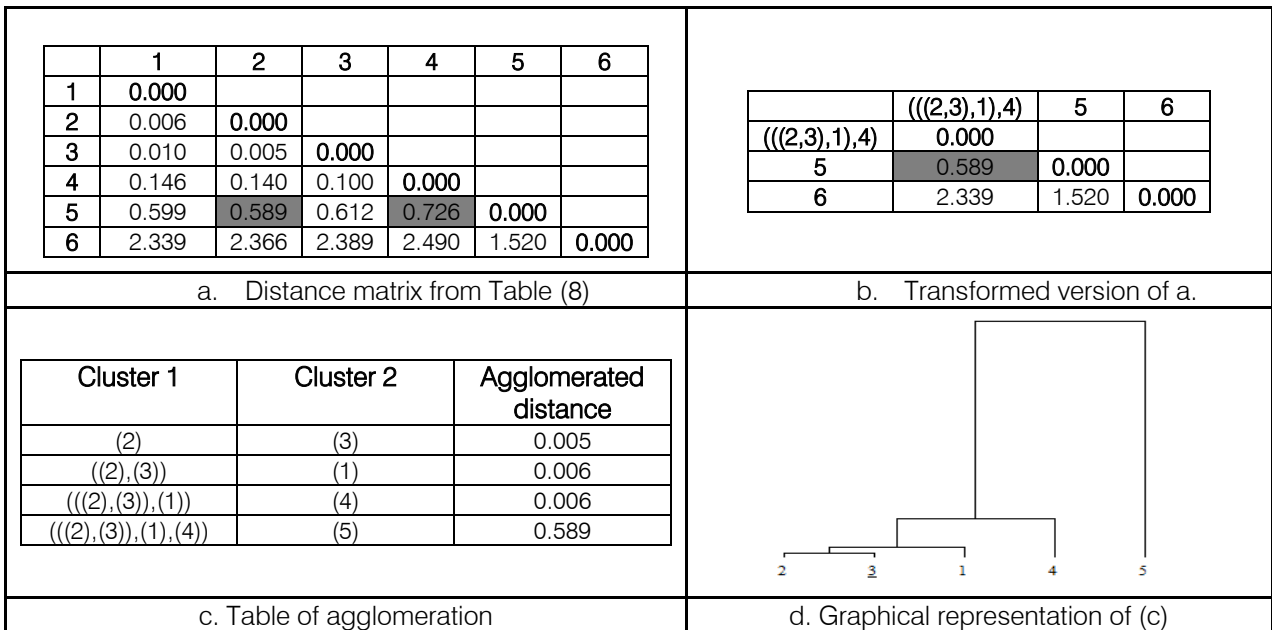 1 2 3 4 5 6
1 0.000
2 0.006 0.000
3 0.010 0.005 0.000
4 0.146 0.140 0.100 0.000
5 0.599 0.589 0.612 0.726 0.000
6 2.339 2.366 2.389 2.490 1.520 0.000
a. Distance matrix from Table (8)
(((2,3),1),4) 5 6
(((2,3),1),4) 0.000
5 0.589 0.000
6 2.339 1.520 0.000
b. Transformed version of a.
Cluster 1 Cluster 2 Agglomerated
distance
(2) (3) 0.005
((2),(3)) (1) 0.006
(((2),(3)),(1)) (4) 0.006
(((2),(3)),(1),(4)) (5) 0.589
c. Table of agglomeration
2 3 1 4 5
d. Graphical representation of (c)